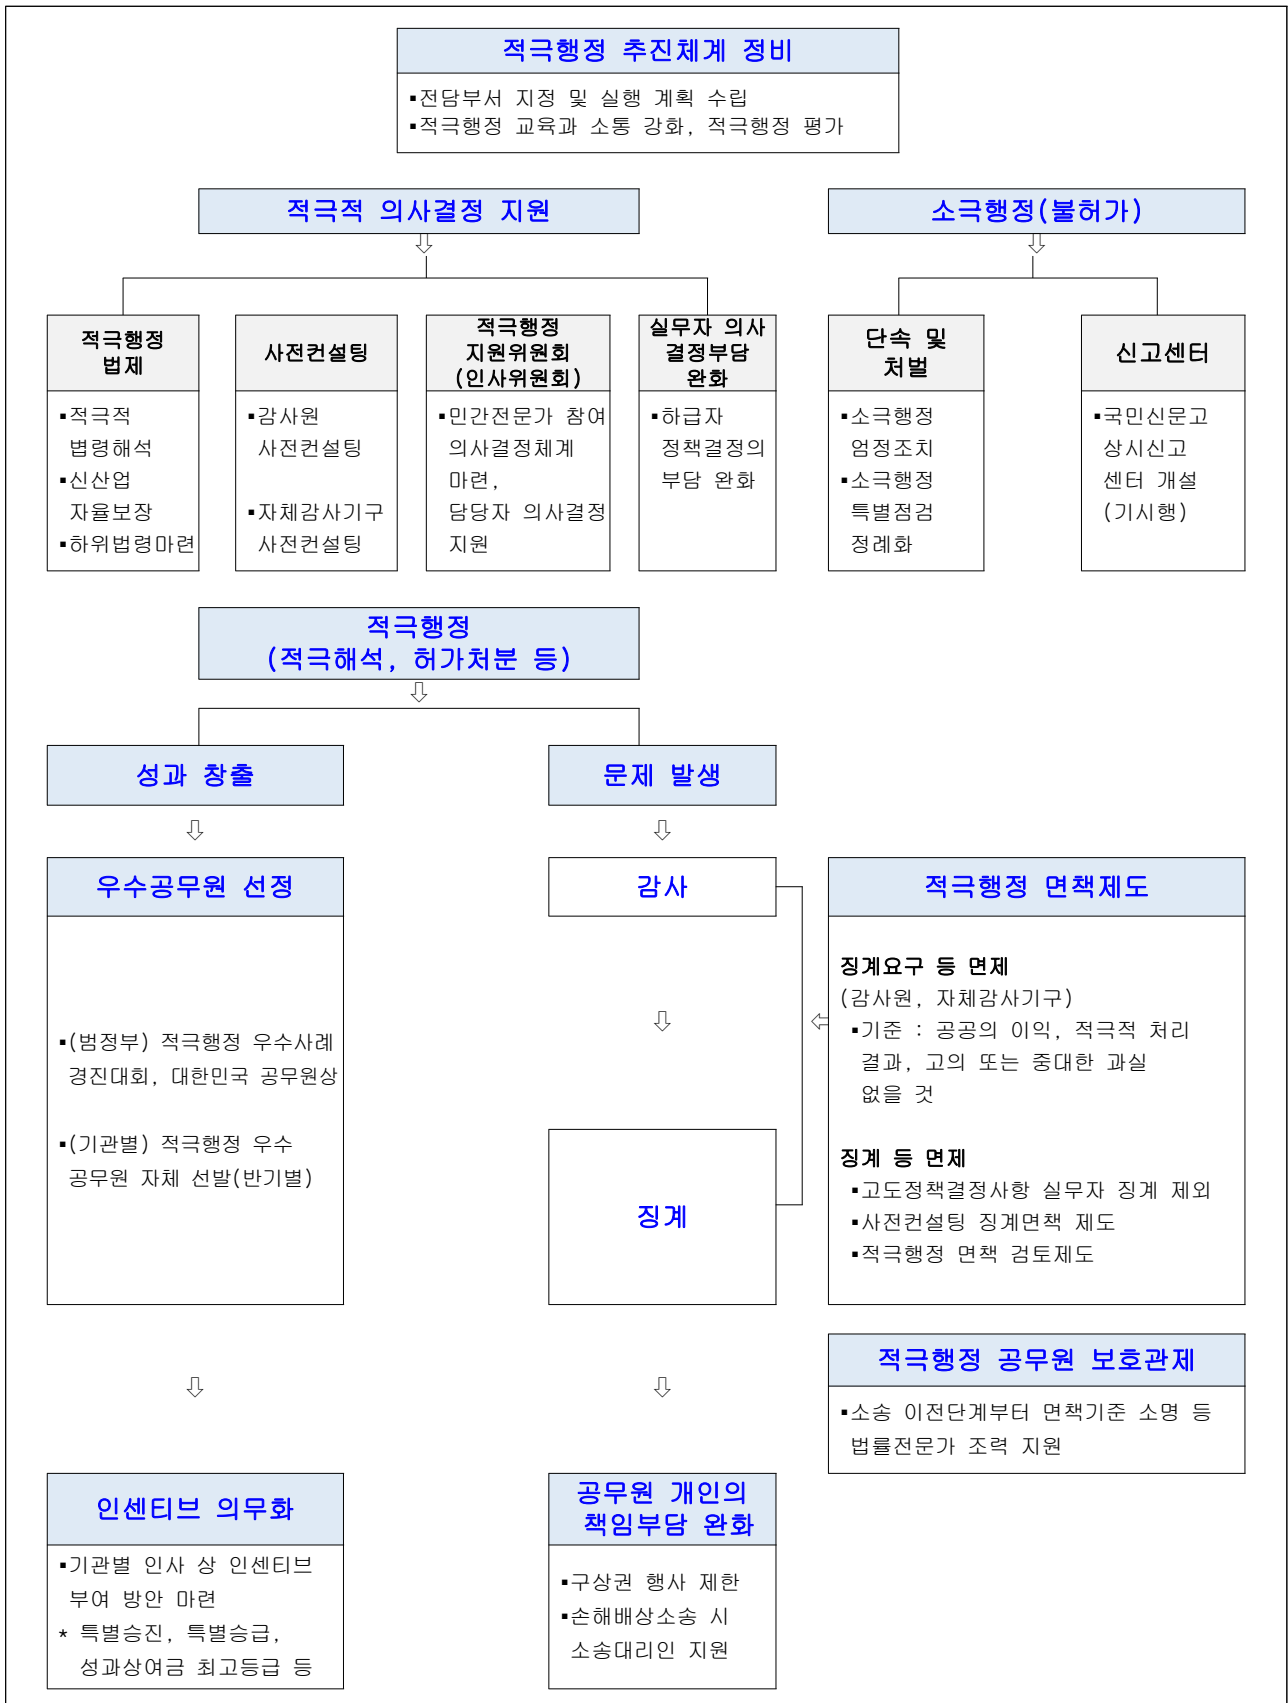 적극행정 추진체계 정비
▪전담부서 지정 및 실행 계획 수립
▪적극행정 교육과 소통 강화, 적극행정 평가
적극적 의사결정 지원
소극행정(불허가)
적극행정
법제
▪적극적
법령해석
▪신산업
자율보장
▪하위법령마련
사전컨설팅
▪감사원
사전컨설팅
▪자체감사기구
사전컨설팅
적극행정
지원위원회
(인사위원회)
▪민간전문가 참여
의사결정체계
마련,
담당자 의사결정
지원
실무자 의사
결정부담
완화
▪하급자
정책결정의
부담 완화
단속 및
처벌
▪소극행정
엄정조치
▪소극행정
특별점검
정례화
신고센터
▪국민신문고
상시신고
센터 개설
(기시행)
적극행정
(적극해석, 허가처분 등)
성과 창출
문제 발생
우수공무원 선정
▪(범정부) 적극행정 우수사례
경진대회, 대한민국 공무원상
▪(기관별) 적극행정 우수
공무원 자체 선발(반기별)
감사
징계
적극행정 면책제도
징계요구 등 면제
(감사원, 자체감사기구)
▪기준 : 공공의 이익, 적극적 처리
결과, 고의 또는 중대한 과실
없을 것
징계 등 면제
▪고도정책결정사항 실무자 징계 제외
▪사전컨설팅 징계면책 제도
▪적극행정 면책 검토제도
적극행정 공무원 보호관제
▪소송 이전단계부터 면책기준 소명 등
법률전문가 조력 지원
인센티브 의무화
▪기관별 인사 상 인센티브
부여 방안 마련
* 특별승진, 특별승급,
성과상여금 최고등급 등
공무원 개인의
책임부담 완화
▪구상권 행사 제한
▪손해배상소송 시
소송대리인 지원